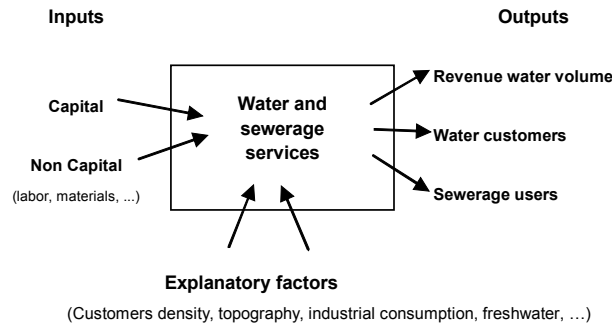 Inputs
Outputs
Capital
Non Capital
(labor, materials, ...)
Water and
sewerage
services
Revenue water volume
Water customers
Sewerage users
Explanatory factors
(Customers density, topography, industrial consumption, freshwater, ...)